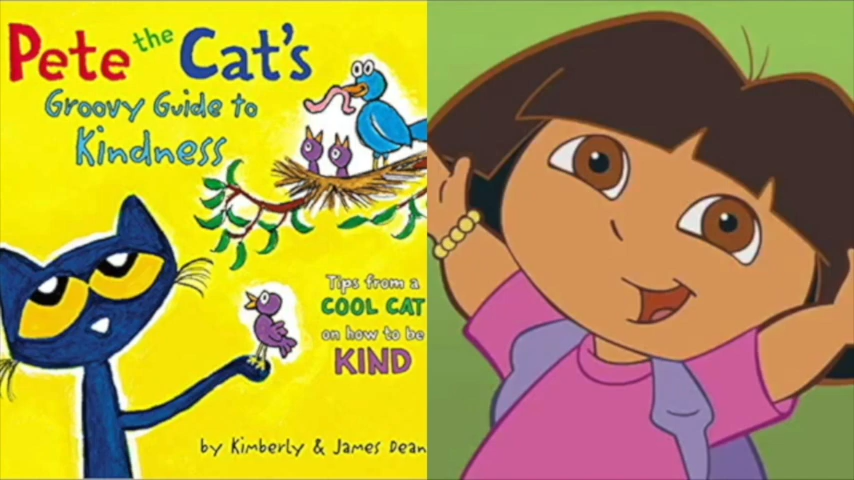 Pete the Cat's
Groovy Guide to
Kindness
Tips from a
COOL CAT
on how to be
KIND
by Kimberly & James Dean